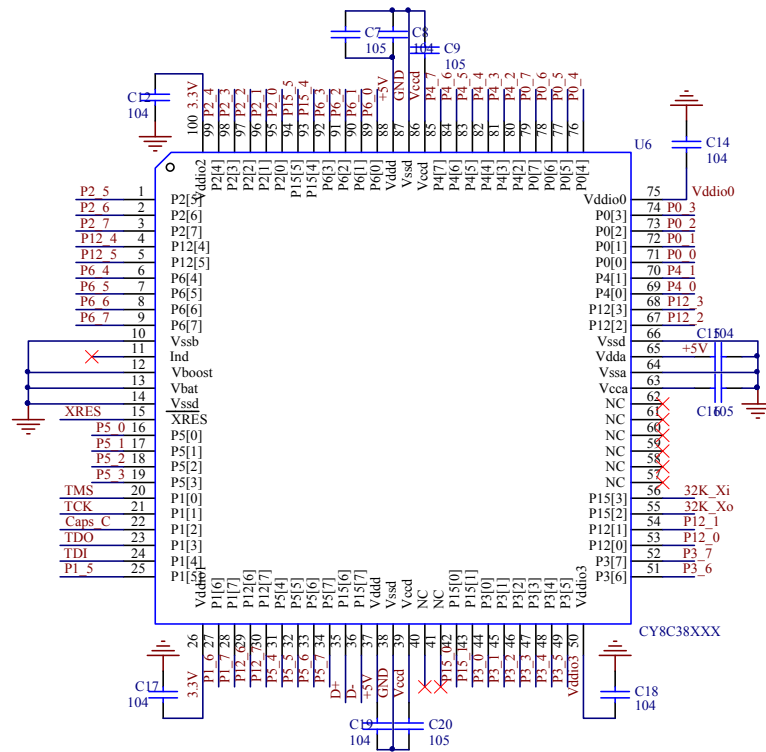 C7
105
C8
104
C9
105
C12
104
3.3V
P2_4
P2_3
P2_2
P2_1
P2_0
P15_5
P15_4
P6_3
P6_2
P6_1
P6_0
+5V
GND
Vccd
P4_7
P4_6
P4_5
P4_4
P4_3
P4_2
P0_7
P0_6
P0_5
P0_4
100
99
98
97
96
95
94
93
92
91
90
89
88
87
86
85
84
83
82
81
80
79
78
77
76
C14
104
U6
Vddio2
P2[4]
P2[3]
P2[2]
P2[1]
P2[0]
P15[5]
P15[4]
P6[3]
P6[2]
P6[1]
P6[0]
Vddd
Vssd
Vccd
P4[7]
P4[6]
P4[5]
P4[4]
P4[3]
P4[2]
P0[7]
P0[6]
P0[5]
P0[4]
P2_5 1 P2[5]
P2_6 2 P2[6]
P2_7 3 P2[7]
P12_4 4 P12[4]
P12_5 5 P12[5]
P6_4 6 P6[4]
P6_5 7 P6[5]
P6_6 8 P6[6]
P6_7 9 P6[7]
10 Vssb
11 Ind
12 Vboost
13 Vbat
14 Vssd
XRES 15 XRES
P5_0 16 P5[0]
P5_1 17 P5[1]
P5_2 18 P5[2]
P5_3 19 P5[3]
TMS 20 P1[0]
TCK 21 P1[1]
Caps_C 22 P1[2]
TDO 23 P1[3]
TDI 24 P1[4]
P1_5 25 P1[5]
Vddio0 75 Vddio0
P0[3] 74 P0_3
P0[2] 73 P0_2
P0[1] 72 P0_1
P0[0] 71 P0_0
P4[1] 70 P4_1
P4[0] 69 P4_0
P12[3] 68 P12_3
P12[2] 67 P12_2
Vssd 66 C15 104
Vdda 65 +5V
Vssa 64
Vcca 63
NC 62 C16 105
NC 61
NC 60
NC 59
NC 58
NC 57
P15[3] 56 32K_Xi
P15[2] 55 32K_Xo
P12[1] 54 P12_1
P12[0] 53 P12_0
P3[7] 52 P3_7
P3[6] 51 P3_6
Vddio1
P1[6]
P1[7]
P12[6]
P12[7]
P5[4]
P5[5]
P5[6]
P5[7]
P15[6]
P15[7]
Vddd
Vssd
Vccd
NC
NC
P15[0]
P15[1]
P3[0]
P3[1]
P3[2]
P3[3]
P3[4]
P3[5]
Vddio3
CY8C38XXX
26
27
28
29
30
31
32
33
34
35
36
37
38
39
40
41
42
43
44
45
46
47
48
49
50
3.3V
P1_6
P1_7
P12_6
P12_7
P5_4
P5_5
P5_6
P5_7
D+
D-
+5V
GND
Vccd
P15_0
P15_1
P3_0
P3_1
P3_2
P3_3
P3_4
P3_5
Vddio3
C17
104
C18
104
C19
104
C20
105